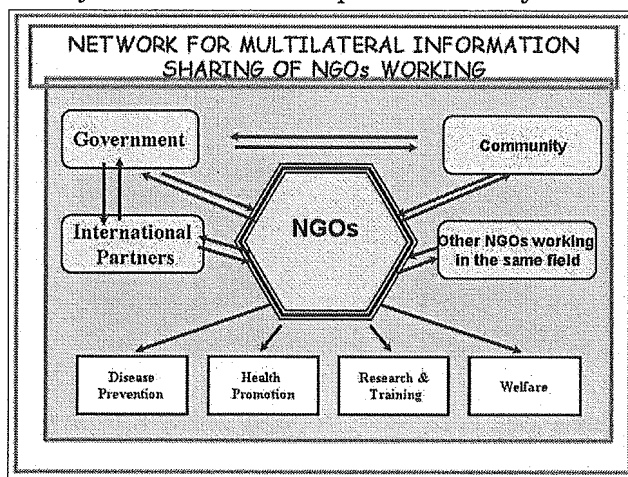 NETWORK FOR MULTILATERAL INFORMATION
SHARING OF NGOs WORKING
Government
Community
NGOs
International
Partners
Other NGOs working
in the same field
Disease
Prevention
Health
Promotion
Research &
Training
Welfare